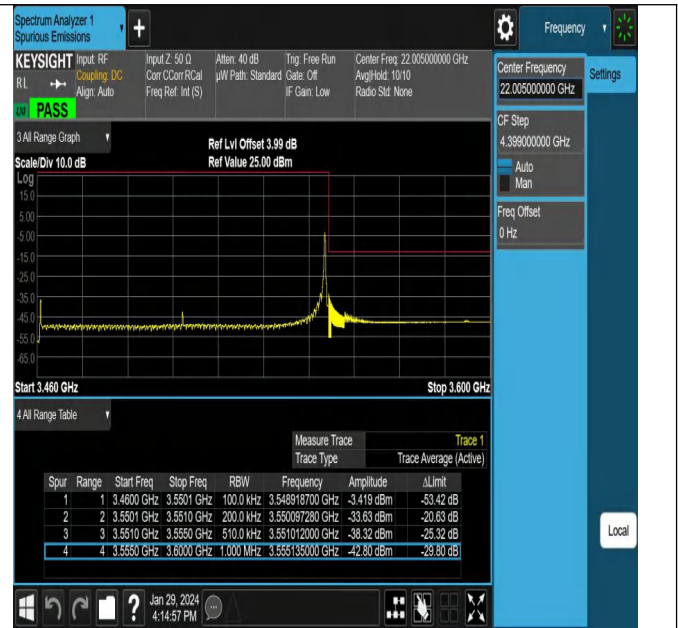 Spectrum Analyzer 1
Spurious Emissions
Frequency
KEYSIGHT Input: RF Input Z: 50 Ω Atten: 40 dB Trig: Free Run Center Freq: 22.005000000 GHz
RL Coupling: DC Corr CCorr RCal µW Path: Standard Gate: Off Avg|Hold: 10/10
Align: Auto Freq Ref: Int (S) IF Gain: Low Radio Std: None
PASS
Center Frequency
22.005000000 GHz
Settings
CF Step
4.399000000 GHz
Auto
Man
Freq Offset
0 Hz
3 All Range Graph
Ref Lvl Offset 3.99 dB
Scale/Div 10.0 dB Ref Value 25.00 dBm
Log
15.0
5.00
-5.00
-15.0
-25.0
-35.0
-45.0
-55.0
-65.0
Start 3.460 GHz Stop 3.600 GHz
4 All Range Table
Measure Trace Trace 1
Trace Type Trace Average (Active)
Spur Range Start Freq Stop Freq RBW Frequency Amplitude ΔLimit
1 1 3.4600 GHz 3.5501 GHz 100.0 kHz 3.548918700 GHz -3.419 dBm -53.42 dB
2 2 3.5501 GHz 3.5510 GHz 200.0 kHz 3.550097280 GHz -33.63 dBm -20.63 dB
3 3 3.5510 GHz 3.5550 GHz 510.0 kHz 3.551012000 GHz -38.32 dBm -25.32 dB
4 4 3.5550 GHz 3.6000 GHz 1.000 MHz 3.555135000 GHz -42.80 dBm -29.80 dB
Local
Jan 29, 2024
4:14:57 PM